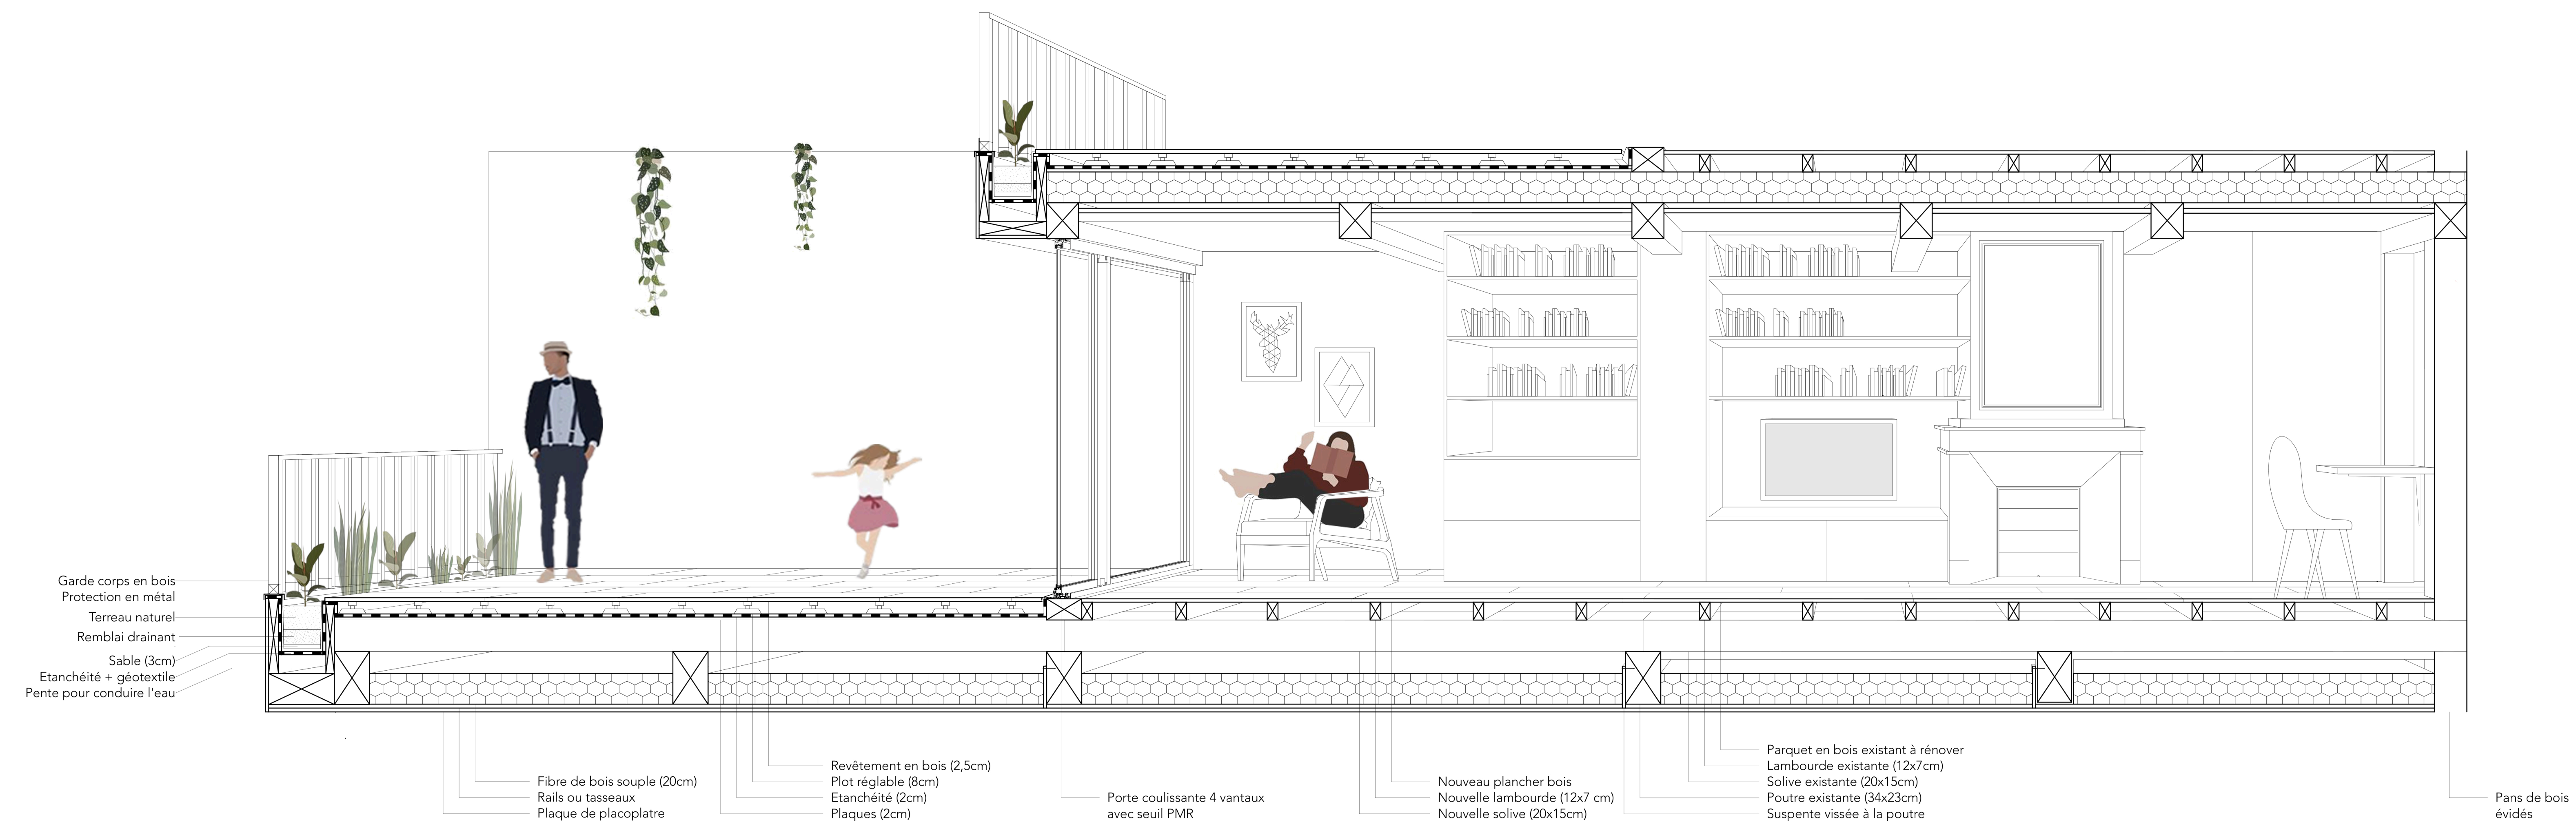 Garde corps en bois
Protection en métal
Terreau naturel
Remblai drainant
Sable (3cm)
Etanchéité + géotextile
Pente pour conduire l'eau
Fibre de bois souple (20cm)
Rails ou tasseaux
Plaque de placoplatre
Revêtement en bois (2,5cm)
Plot réglable (8cm)
Etanchéité (2cm)
Plaques (2cm)
Porte coulissante 4 vantaux
avec seuil PMR
Nouveau plancher bois
Nouvelle lambourde (12x7 cm)
Nouvelle solive (20x15cm)
Parquet en bois existant à rénover
Lambourde existante (12x7cm)
Solive existante (20x15cm)
Poutre existante (34x23cm)
Suspente vissée à la poutre
Pans de bois
évidés